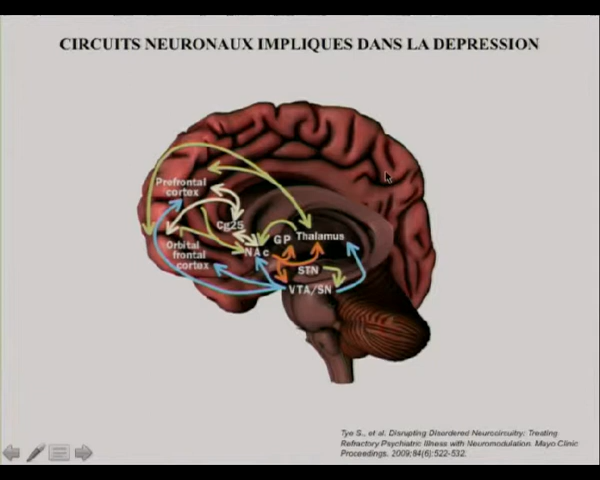 CIRCUITS NEURONAUX IMPLIQUES DANS LA DEPRESSION
Prefrontal
cortex
Cg25
Orbital
frontal
cortex
NAc
GP
Thalamus
STN
VTA/SN
Tye S., et al. Disrupting Disordered Neurocircuitry: Treating
Refractory Psychiatric Illness with Neuromodulation. Mayo Clinic
Proceedings. 2009;84(6):522-532.